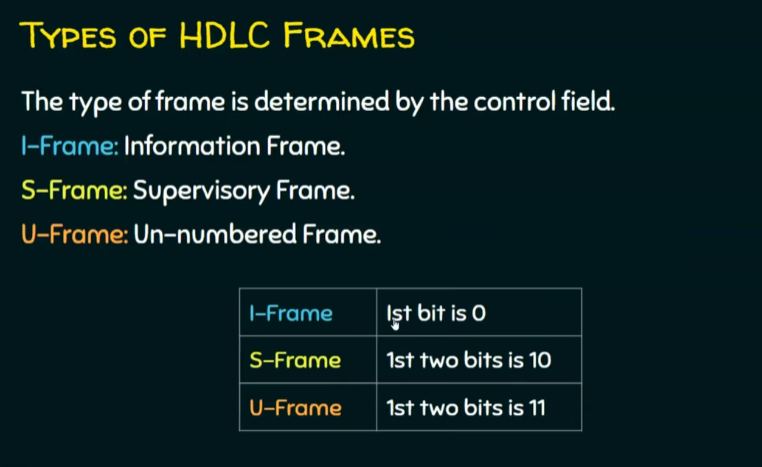 TYPES OF HDLC FRAMES
The type of frame is determined by the control field.
I-Frame: Information Frame.
S-Frame: Supervisory Frame.
U-Frame: Un-numbered Frame.
I-Frame 1st bit is 0
S-Frame 1st two bits is 10
U-Frame 1st two bits is 11